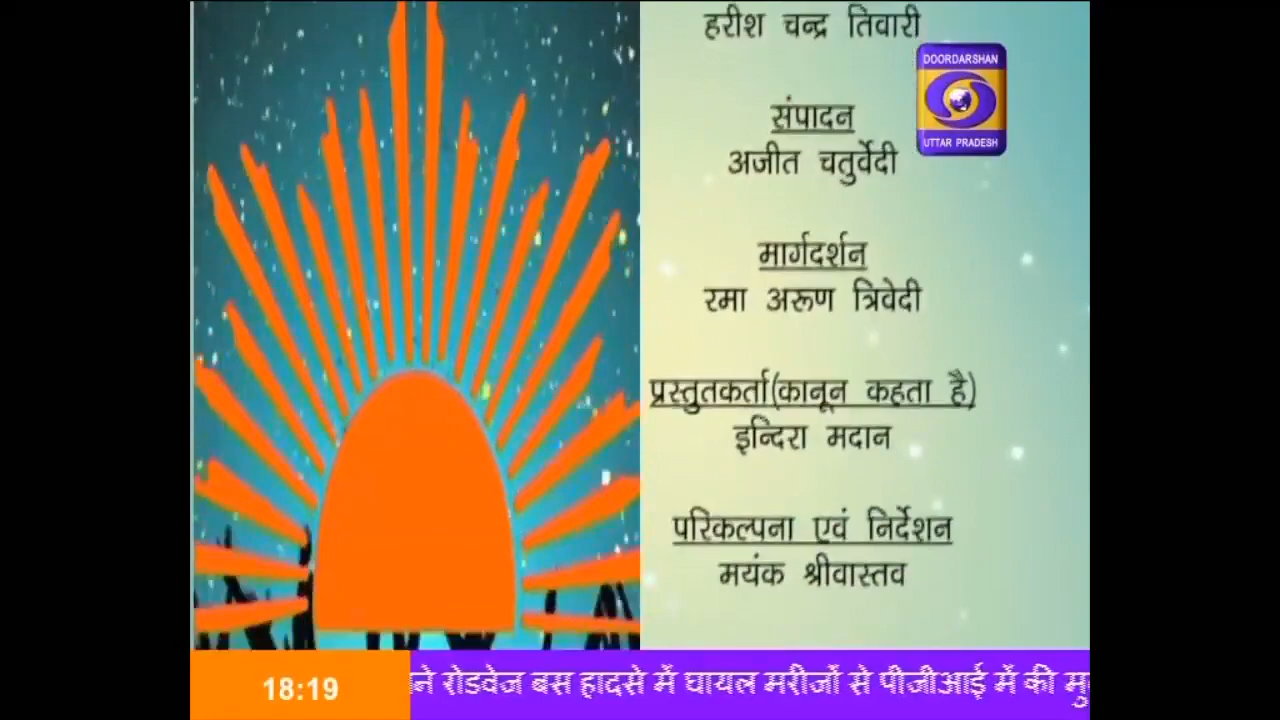 हरीश चन्द्र तिवारी
DOORDARSHAN
UTTAR PRADESH
संपादन
अजीत चतुर्वेदी
मार्गदर्शन
रमा अरूण त्रिवेदी
प्रस्तुतकर्ता(कानून कहता है)
इन्दिरा मदान
परिकल्पना एवं निर्देशन
मयंक श्रीवास्तव
18:19
ने रोडवेज बस हादसे में घायल मरीजों से पीजीआई में की